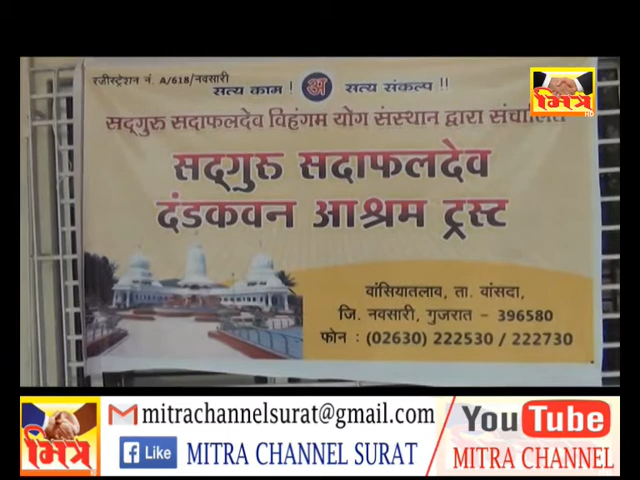 रजीस्ट्रेशन नं. A/618/नवसारी
सत्य काम ! अ सत्य संकल्प !!
सद्‌गुरु सदाफलदेव विहंगम योग संस्थान द्वारा संचालित
सद्‌गुरु सदाफलदेव
दंडकवन आश्रम ट्रस्ट
वांसियातलाव, ता. वांसदा,
जि. नवसारी, गुजरात - 396580
फोन : (02630) 222530 / 222730
मित्र
HD
मित्र
mitrachannelsurat@gmail.com
f Like MITRA CHANNEL SURAT
YouTube
MITRA CHANNEL